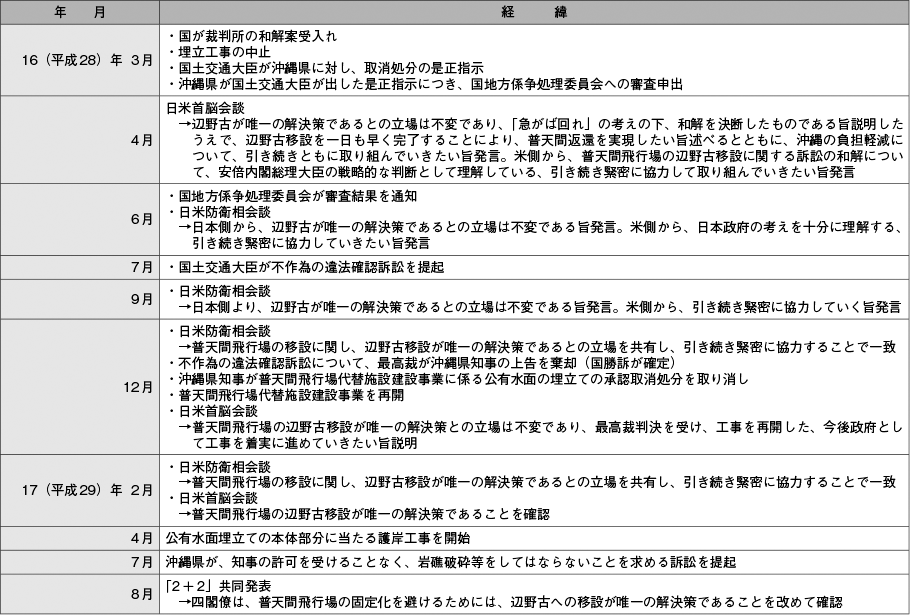 年　　月
経　　　緯
16（平成28）年 3月
・国が裁判所の和解案受入れ
・埋立工事の中止
・国土交通大臣が沖縄県に対し、取消処分の是正指示
・沖縄県が国土交通大臣が出した是正指示につき、国地方係争処理委員会への審査申出
4月
日米首脳会談
→辺野古が唯一の解決策であるとの立場は不変であり、「急がば回れ」の考えの下、和解を決断したものである旨説明した
うえで、辺野古移設を一日も早く完了することにより、普天間返還を実現したい旨述べるとともに、沖縄の負担軽減に
ついて、引き続きともに取り組んでいきたい旨発言。米側から、普天間飛行場の辺野古移設に関する訴訟の和解につい
て、安倍内閣総理大臣の戦略的な判断として理解している、引き続き緊密に協力して取り組んでいきたい旨発言
6月
・国地方係争処理委員会が審査結果を通知
・日米防衛相会談
→日本側から、辺野古が唯一の解決策であるとの立場は不変である旨発言。米側から、日本政府の考えを十分に理解する、
引き続き緊密に協力していきたい旨発言
7月
・国土交通大臣が不作為の違法確認訴訟を提起
9月
・日米防衛相会談
→日本側より、辺野古が唯一の解決策であるとの立場は不変である旨発言。米側から、引き続き緊密に協力していく旨発言
12月
・日米防衛相会談
→普天間飛行場の移設に関し、辺野古移設が唯一の解決策であるとの立場を共有し、引き続き緊密に協力することで一致
・不作為の違法確認訴訟について、最高裁が沖縄県知事の上告を棄却（国勝訴が確定）
・沖縄県知事が普天間飛行場代替施設建設事業に係る公有水面の埋立ての承認取消処分を取り消し
・普天間飛行場代替施設建設事業を再開
・日米首脳会談
→普天間飛行場の辺野古移設が唯一の解決策との立場は不変であり、最高裁判決を受け、工事を再開した、今後政府とし
て工事を着実に進めていきたい旨説明
17（平成29）年 2月
・日米防衛相会談
→普天間飛行場の移設に関し、辺野古移設が唯一の解決策であるとの立場を共有し、引き続き緊密に協力することで一致
・日米首脳会談
→普天間飛行場の辺野古移設が唯一の解決策であることを確認
4月
公有水面埋立ての本体部分に当たる護岸工事を開始
7月
沖縄県が、知事の許可を受けることなく、岩礁破砕等をしてはならないことを求める訴訟を提起
8月
「2＋2」共同発表
→四閣僚は、普天間飛行場の固定化を避けるためには、辺野古への移設が唯一の解決策であることを改めて確認